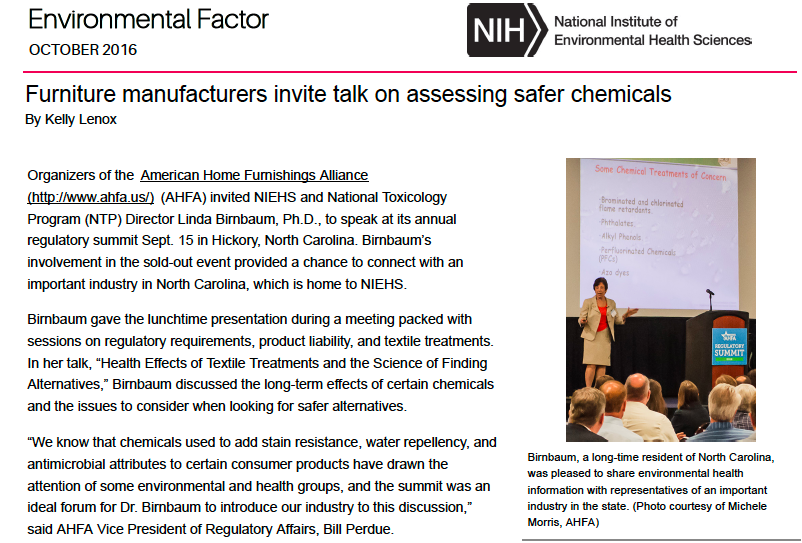 Environmental Factor
OCTOBER 2016
NIH
National Institute of
Environmental Health Sciences
Furniture manufacturers invite talk on assessing safer chemicals
By Kelly Lenox
Organizers of the American Home Furnishings Alliance
(http://www.ahfa.us/) (AHFA) invited NIEHS and National Toxicology
Program (NTP) Director Linda Birnbaum, Ph.D., to speak at its annual
regulatory summit Sept. 15 in Hickory, North Carolina. Birnbaum’s
involvement in the sold-out event provided a chance to connect with an
important industry in North Carolina, which is home to NIEHS.
Birnbaum gave the lunchtime presentation during a meeting packed with
sessions on regulatory requirements, product liability, and textile treatments.
In her talk, “Health Effects of Textile Treatments and the Science of Finding
Alternatives,” Birnbaum discussed the long-term effects of certain chemicals
and the issues to consider when looking for safer alternatives.
“We know that chemicals used to add stain resistance, water repellency, and
antimicrobial attributes to certain consumer products have drawn the
attention of some environmental and health groups, and the summit was an
ideal forum for Dr. Birnbaum to introduce our industry to this discussion,”
said AHFA Vice President of Regulatory Affairs, Bill Perdue.
Some Chemical Treatments of Concern
·Brominated and chlorinated
flame retardants
·Phthalates
·Alkyl Phenols
·Perfluorinated Chemicals
(PFCs)
·Azo dyes
AHFA
REGULATORY
SUMMIT
Birnbaum, a long-time resident of North Carolina,
was pleased to share environmental health
information with representatives of an important
industry in the state. (Photo courtesy of Michele
Morris, AHFA)